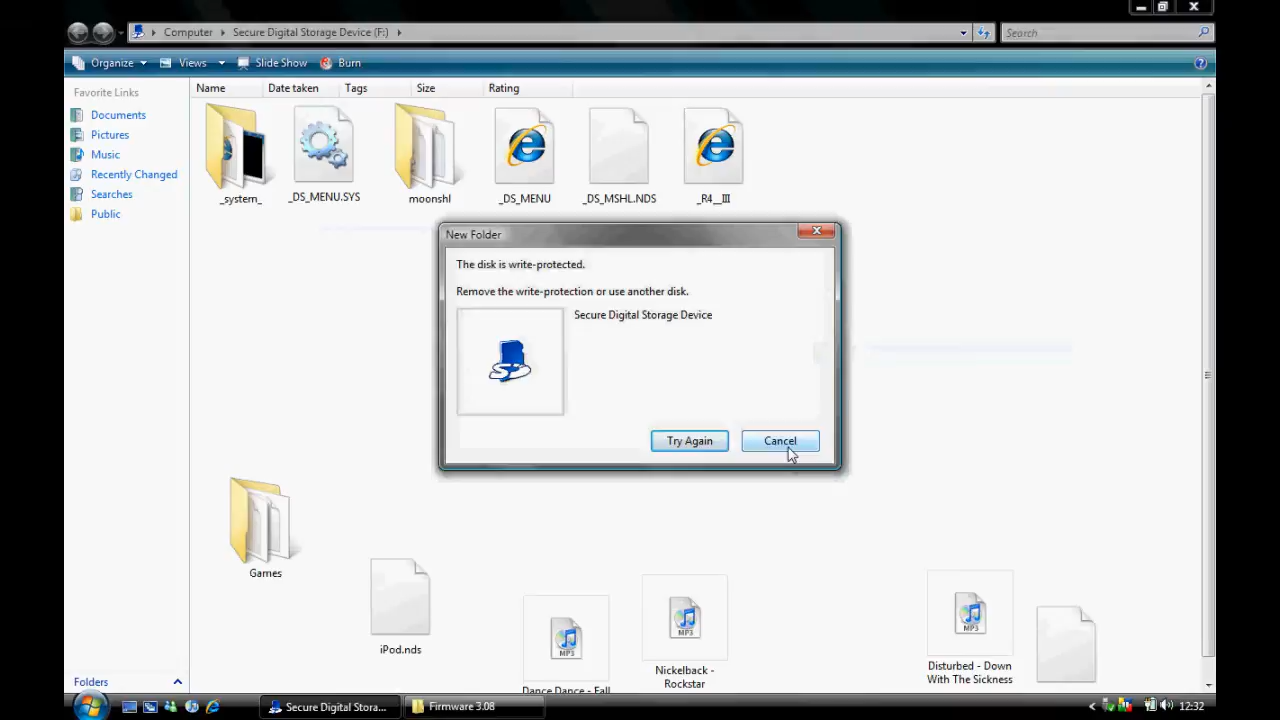 Computer
Secure Digital Storage Device (F:)
Search
Organize
Views
Slide Show
Burn
Favorite Links
Documents
Pictures
Music
Recently Changed
Searches
Public
Folders
Name
Date taken
Tags
Size
Rating
_system_
_DS_MENU.SYS
moonshl
_DS_MENU
_DS_MSHL.NDS
_R4__III
New Folder
The disk is write-protected.
Remove the write-protection or use another disk.
Secure Digital Storage Device
Try Again
Cancel
Games
iPod.nds
MP3
Dance Dance - Fall
MP3
Nickelback -
Rockstar
MP3
Disturbed - Down
With The Sickness
Secure Digital Stora...
Firmware 3.08
12:32